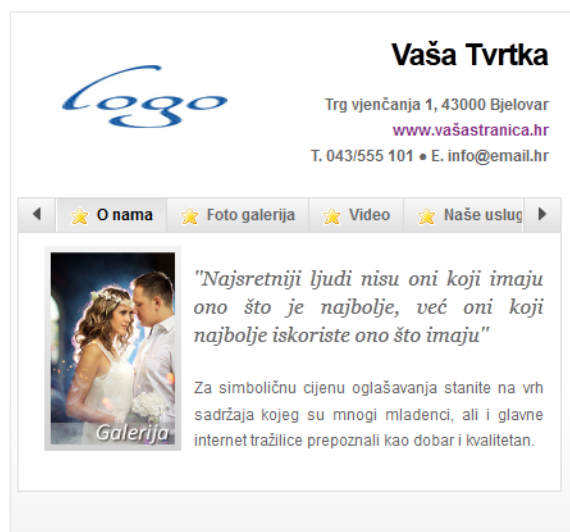 logo
Vaša Tvrtka
Trg vjenčanja 1, 43000 Bjelovar
www.vašastranica.hr
T. 043/555 101 ● E. info@email.hr
O nama Foto galerija Video Naše uslug
"Najsretniji ljudi nisu oni koji imaju
ono što je najbolje, već oni koji
najbolje iskoriste ono što imaju"
Za simboličnu cijenu oglašavanja stanite na vrh
sadržaja kojeg su mnogi mladenci, ali i glavne
internet tražilice prepoznali kao dobar i kvalitetan.
Galerija